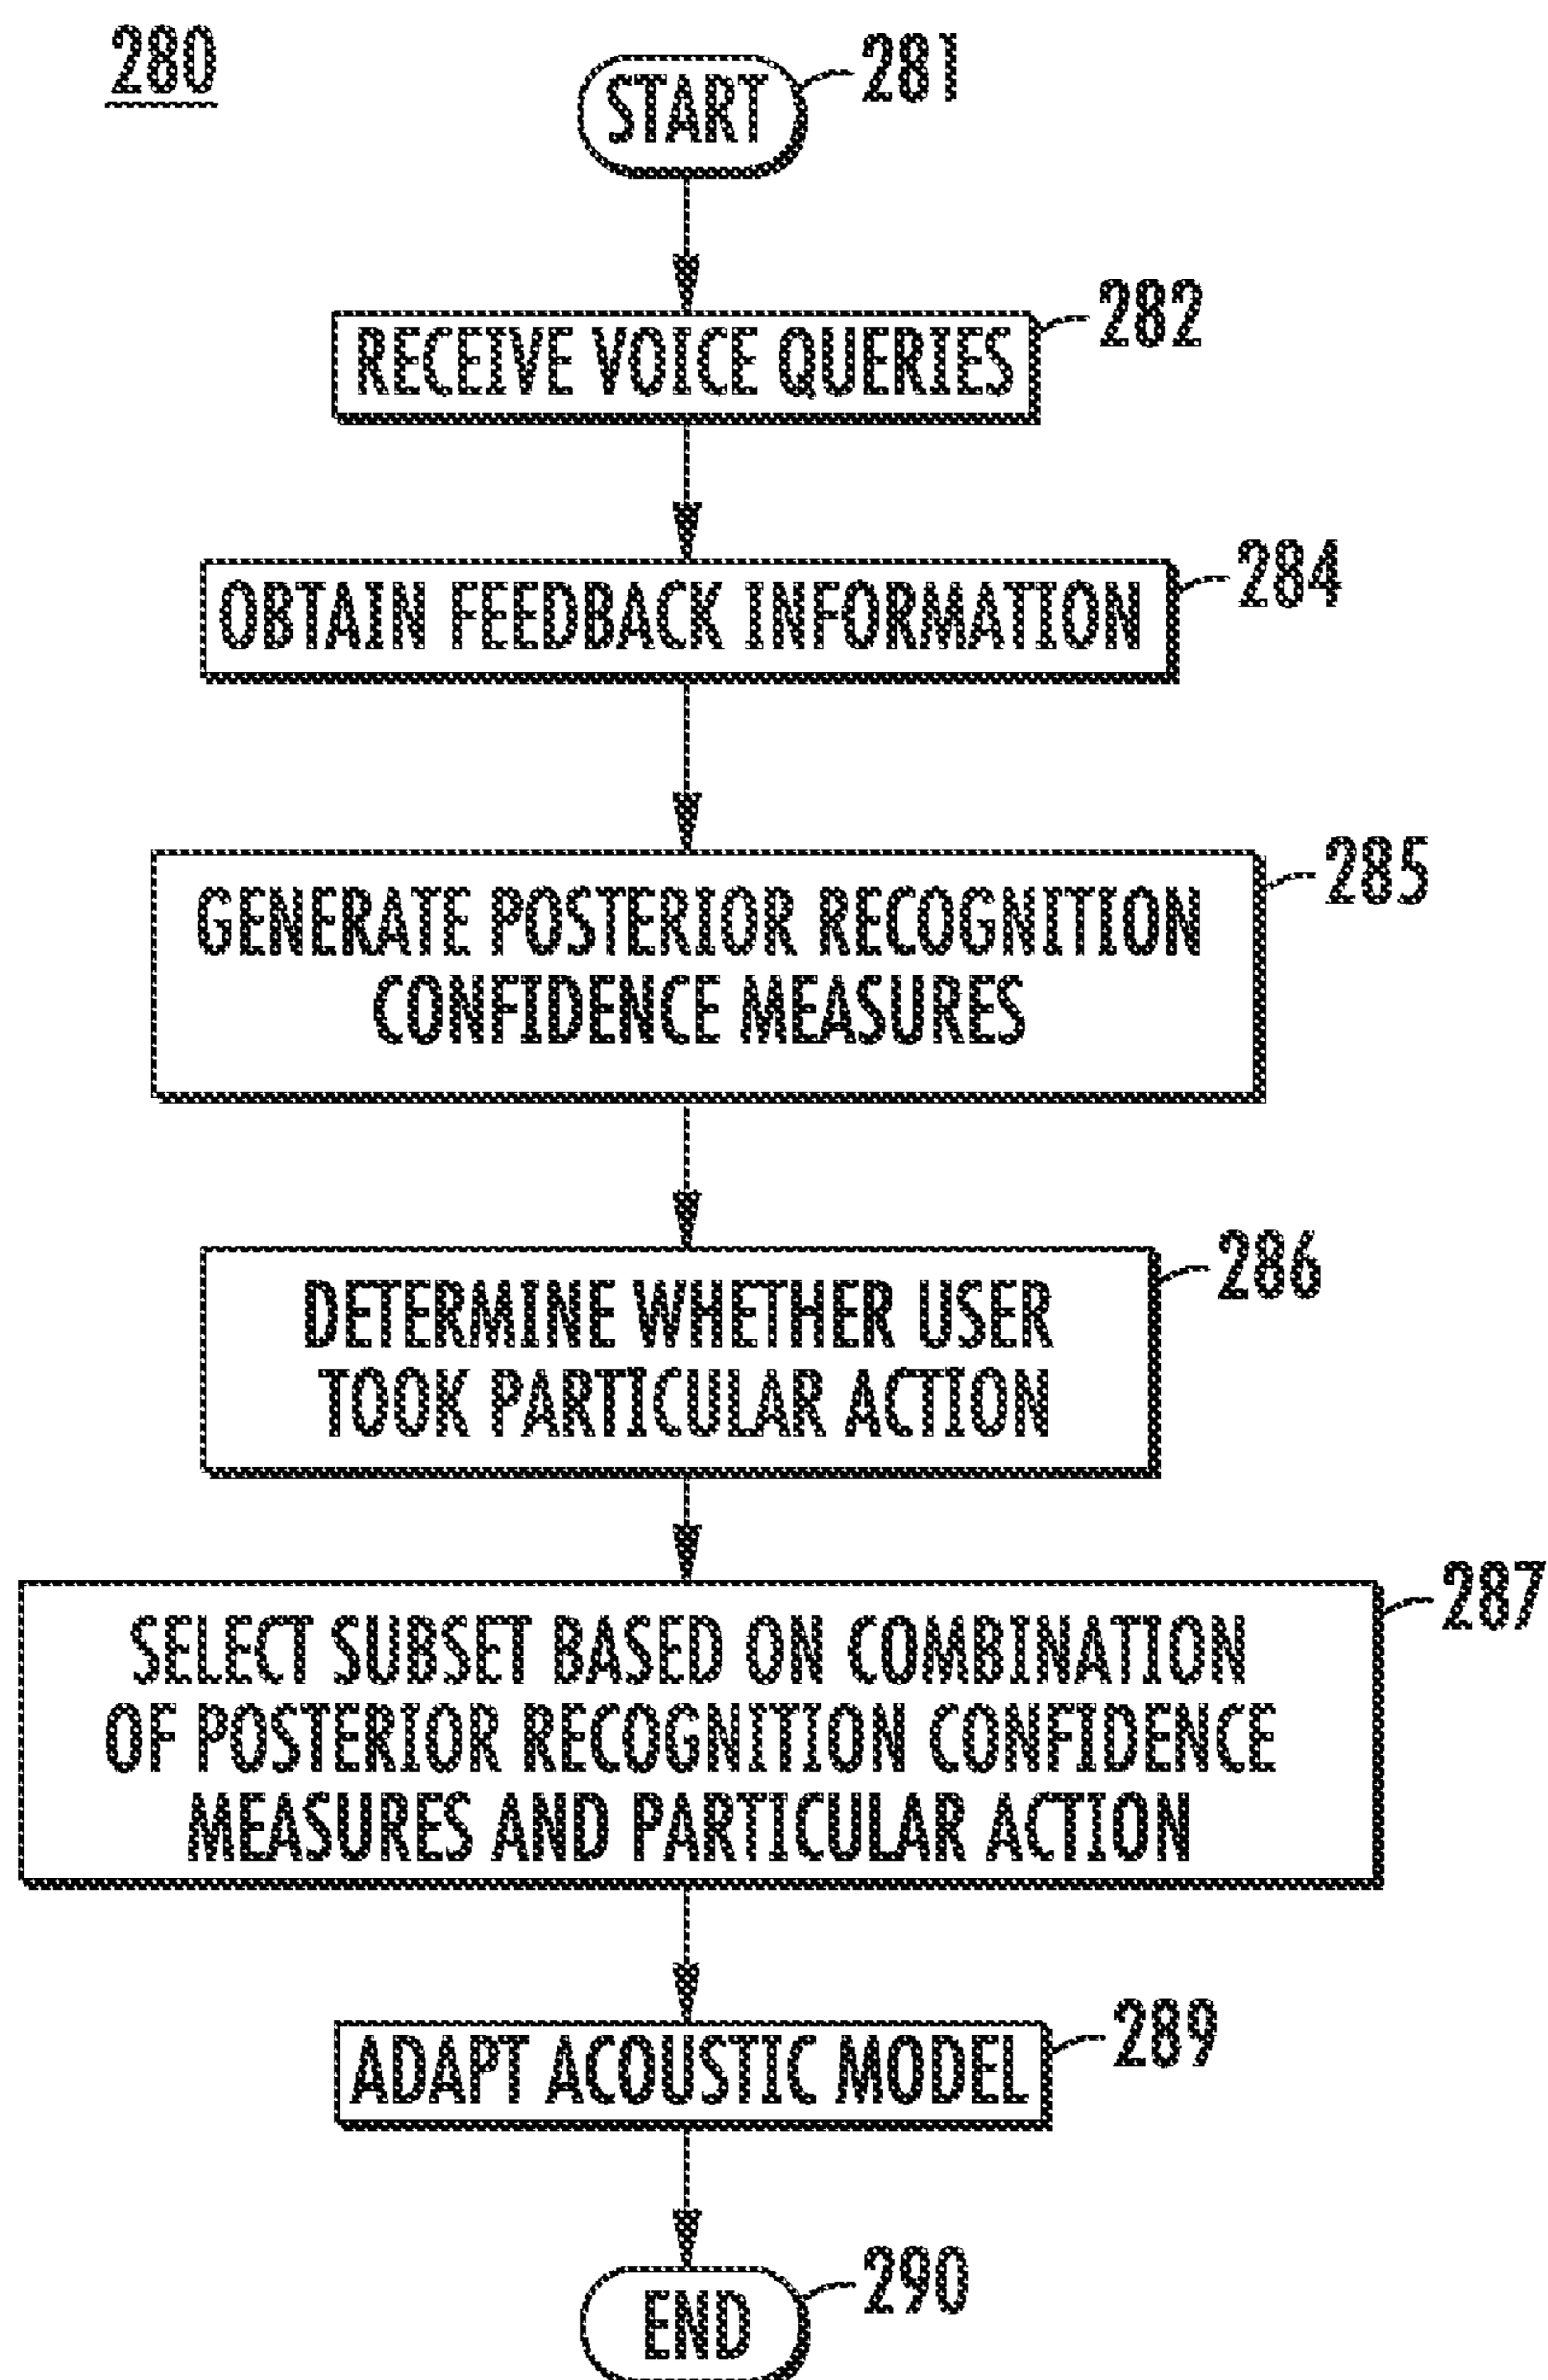 280
START
281
RECEIVE VOICE QUERIES
282
OBTAIN FEEDBACK INFORMATION
284
GENERATE POSTERIOR RECOGNITION
CONFIDENCE MEASURES
285
DETERMINE WHETHER USER
TOOK PARTICULAR ACTION
286
SELECT SUBSET BASED ON COMBINATION
OF POSTERIOR RECOGNITION CONFIDENCE
MEASURES AND PARTICULAR ACTION
287
ADAPT ACOUSTIC MODEL
289
END
290